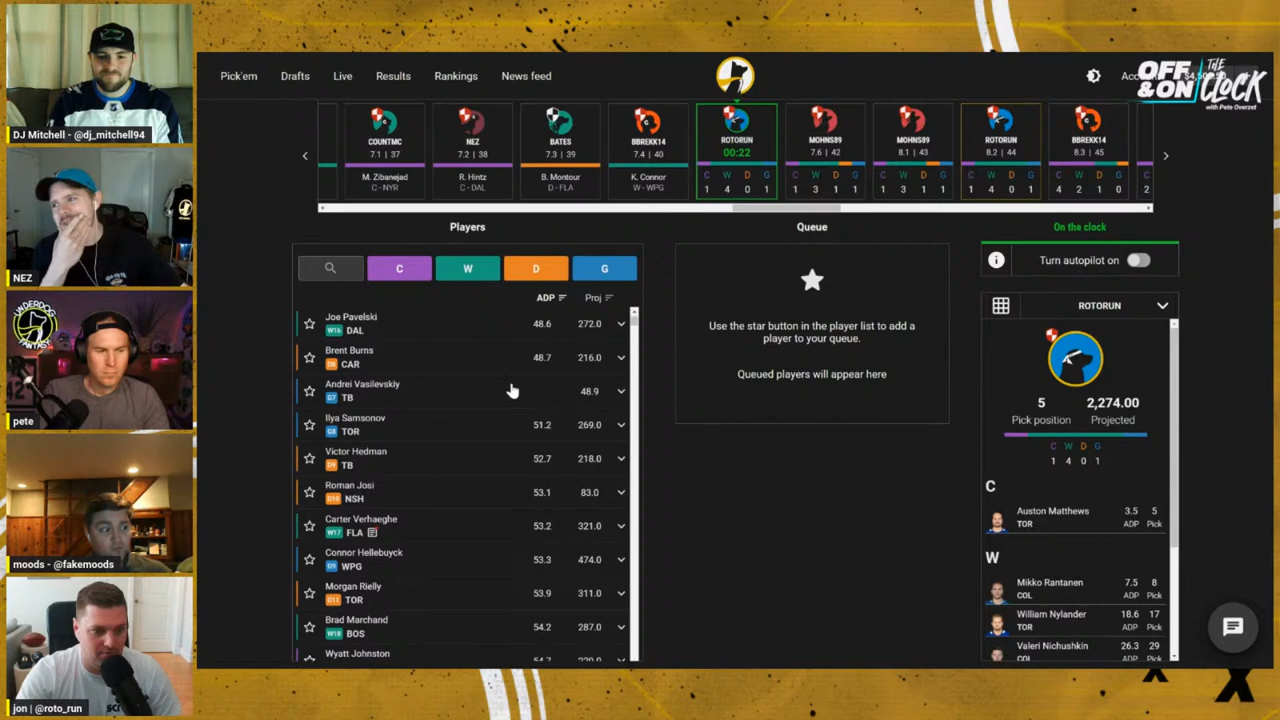 DJ Mitchell - @dj_mitchell94
NEZ
UNDERDOG
FANTASY
pete
moods - @fakemoods
jon | @roto_run
Pick'em
Drafts
Live
Results
Rankings
News feed
OFF
&ON
THE
CLOCK
with Pete Overzet
COUNTMC
7.1 | 37
M. Zibanejad
C - NYR
NEZ
7.2 | 38
R. Hintz
C - DAL
BATES
7.3 | 39
B. Montour
D - FLA
BBREKK14
7.4 | 40
K. Connor
W - WPG
ROTORUN
00:22
C W D G
1 4 0 1
MOHNS89
7.6 | 42
C W D G
1 3 1 1
MOHNS89
8.1 | 43
C W D G
1 3 1 1
ROTORUN
8.2 | 44
C W D G
1 4 0 1
BBREKK14
8.3 | 45
C W D G
4 2 1 0
C
2
Players
Queue
On the clock
C
W
D
G
ADP
Proj
Joe Pavelski
W16 DAL
48.6
272.0
Brent Burns
D8 CAR
48.7
216.0
Andrei Vasilevskiy
G7 TB
48.9
Ilya Samsonov
G8 TOR
51.2
269.0
Victor Hedman
D9 TB
52.7
218.0
Roman Josi
D10 NSH
53.1
83.0
Carter Verhaeghe
W17 FLA
53.2
321.0
Connor Hellebuyck
G9 WPG
53.3
474.0
Morgan Rielly
D11 TOR
53.9
311.0
Brad Marchand
W18 BOS
54.2
287.0
Wyatt Johnston
Use the star button in the player list to add a
player to your queue.
Queued players will appear here
Turn autopilot on
ROTORUN
5
Pick position
2,274.00
Projected
C W D G
1 4 0 1
C
Auston Matthews
TOR
3.5
ADP
5
Pick
W
Mikko Rantanen
COL
7.5
ADP
8
Pick
William Nylander
TOR
18.6
ADP
17
Pick
Valeri Nichushkin
COL
26.3
ADP
29
Pick